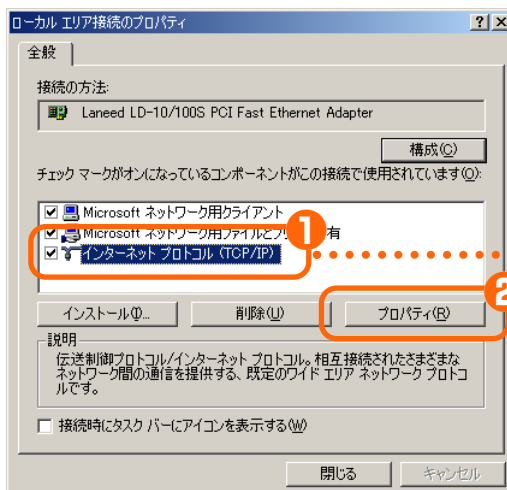 ローカル エリア接続のプロパティ
全般
接続の方法:
Laneed LD-10/100S PCI Fast Ethernet Adapter
構成(C)
チェック マークがオンになっているコンポーネントがこの接続で使用されています(O):
Microsoft ネットワーク用クライアント
Microsoft ネットワーク用ファイルとプ 有
1
インターネット プロトコル (TCP/IP)
2
インストール(I)...
削除(U)
プロパティ(R)
説明
伝送制御プロトコル/インターネット プロトコル。相互接続されたさまざまな
ネットワーク間の通信を提供する、既定のワイド エリア ネットワーク プロトコ
ルです。
接続時にタスク バーにアイコンを表示する(W)
閉じる
キャンセル